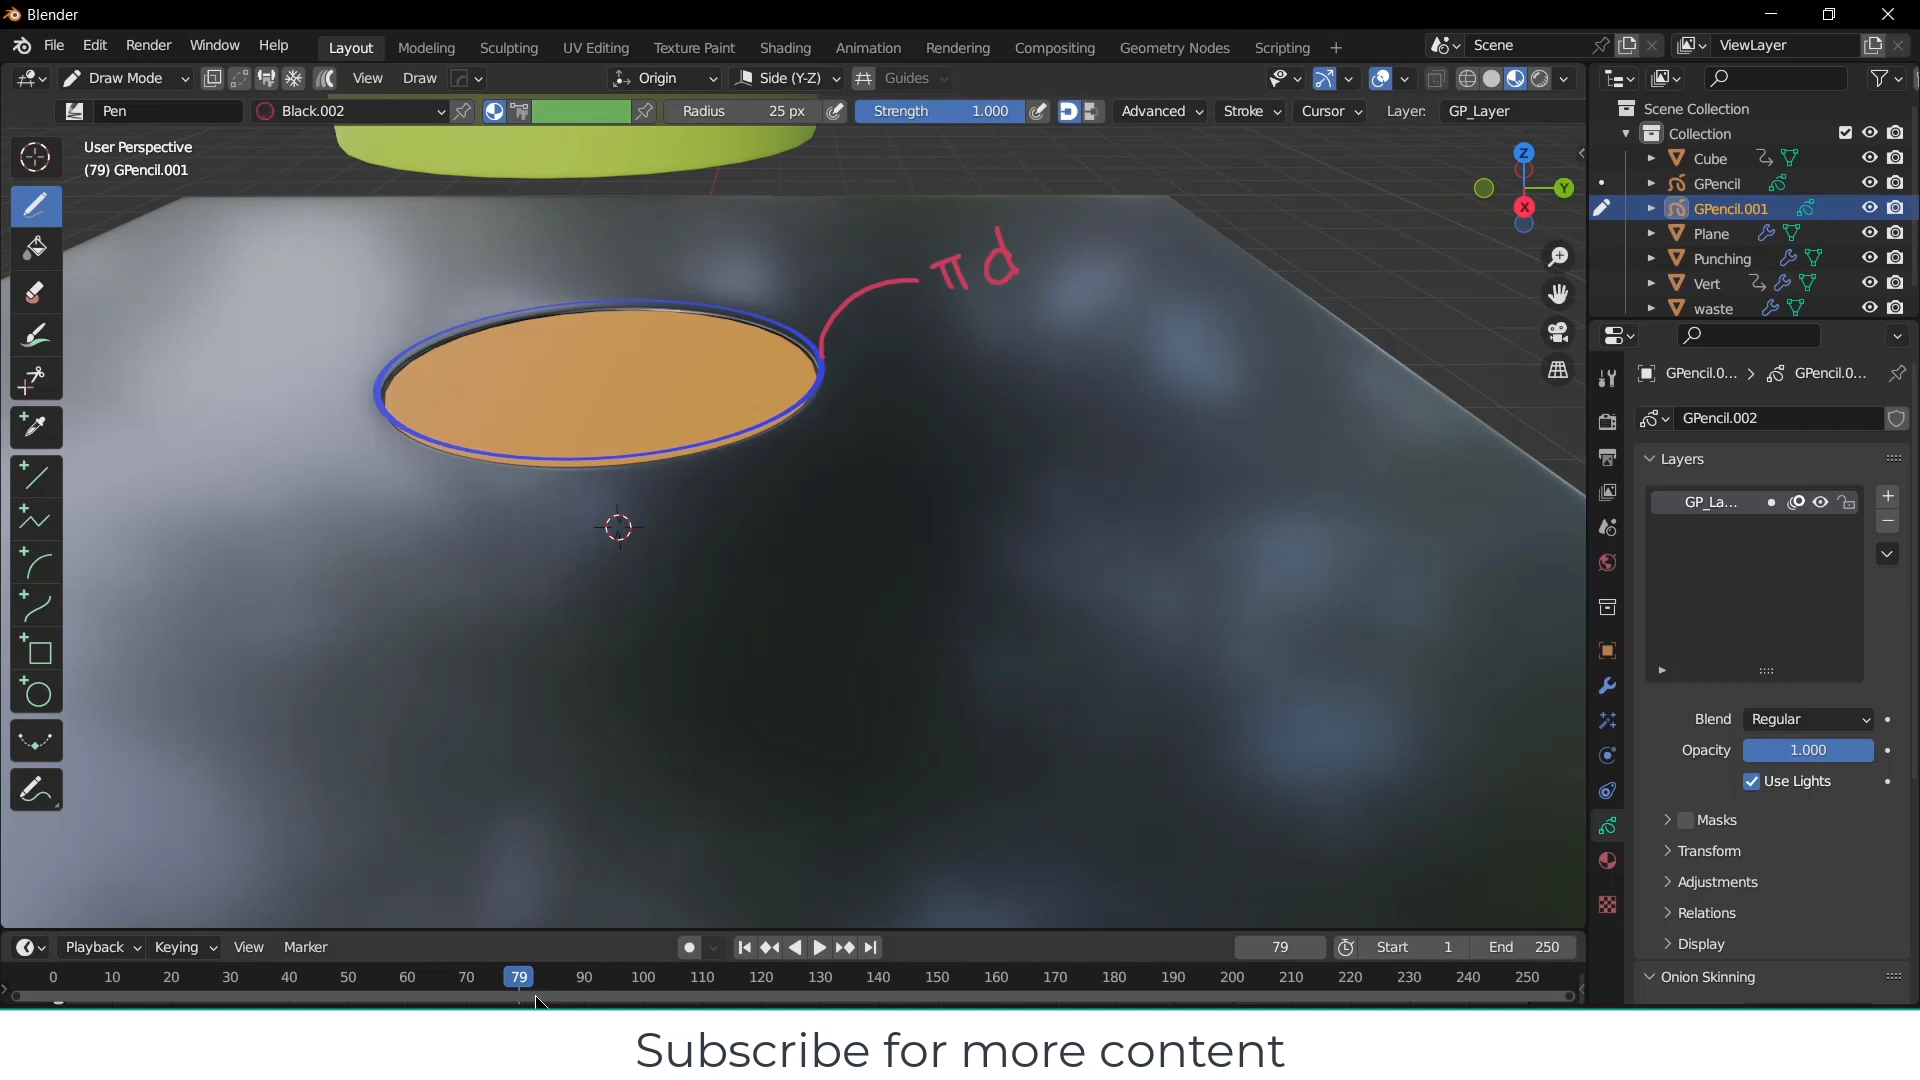 Blender
File Edit Render Window Help Layout Modeling Sculpting UV Editing Texture Paint Shading Animation Rendering Compositing Geometry Nodes Scripting + Scene ViewLayer
Draw Mode View Draw Origin Side (Y-Z) Guides
Pen Black.002 Radius 25 px Strength 1.000 Advanced Stroke Cursor Layer: GP_Layer
User Perspective
(79) GPencil.001
Z
Y
X
πd
Scene Collection
Collection
Cube
GPencil
GPencil.001
Plane
Punching
Vert
waste
GPencil.0... > GPencil.0...
GPencil.002
Layers
GP_La...
Blend Regular
Opacity 1.000
Use Lights
Masks
Transform
Adjustments
Relations
Display
Onion Skinning
Playback Keying View Marker 79 Start 1 End 250
0 10 20 30 40 50 60 70 79 90 100 110 120 130 140 150 160 170 180 190 200 210 220 230 240 250
Subscribe for more content